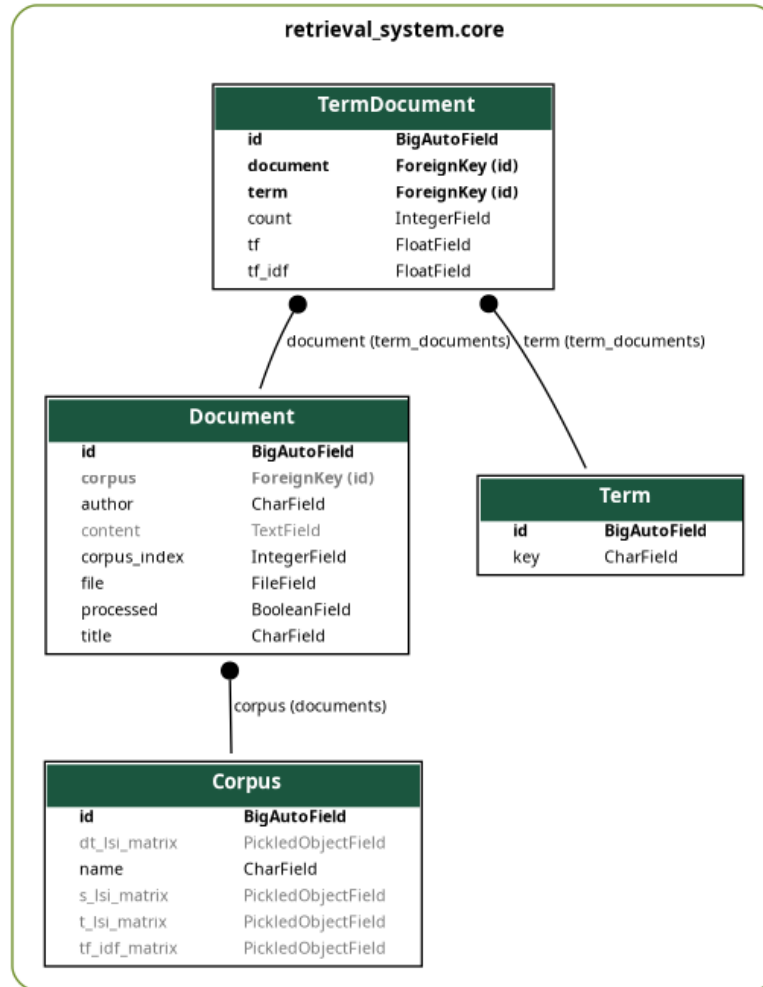 retrieval_system.core
TermDocument
id BigAutoField
document ForeignKey (id)
term ForeignKey (id)
count IntegerField
tf FloatField
tf_idf FloatField
document (term_documents) term (term_documents)
Document
id BigAutoField
corpus ForeignKey (id)
author CharField
content TextField
corpus_index IntegerField
file FileField
processed BooleanField
title CharField
Term
id BigAutoField
key CharField
corpus (documents)
Corpus
id BigAutoField
dt_lsi_matrix PickledObjectField
name CharField
s_lsi_matrix PickledObjectField
t_lsi_matrix PickledObjectField
tf_idf_matrix PickledObjectField